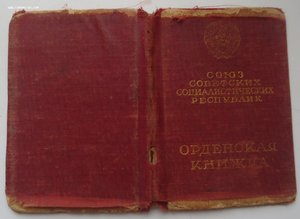 СОЮЗ
СОВЕТСКИХ
СОЦИАЛИСТИЧЕСКИХ
РЕСПУБЛИК
ОРДЕНСКАЯ
КНИЖКА